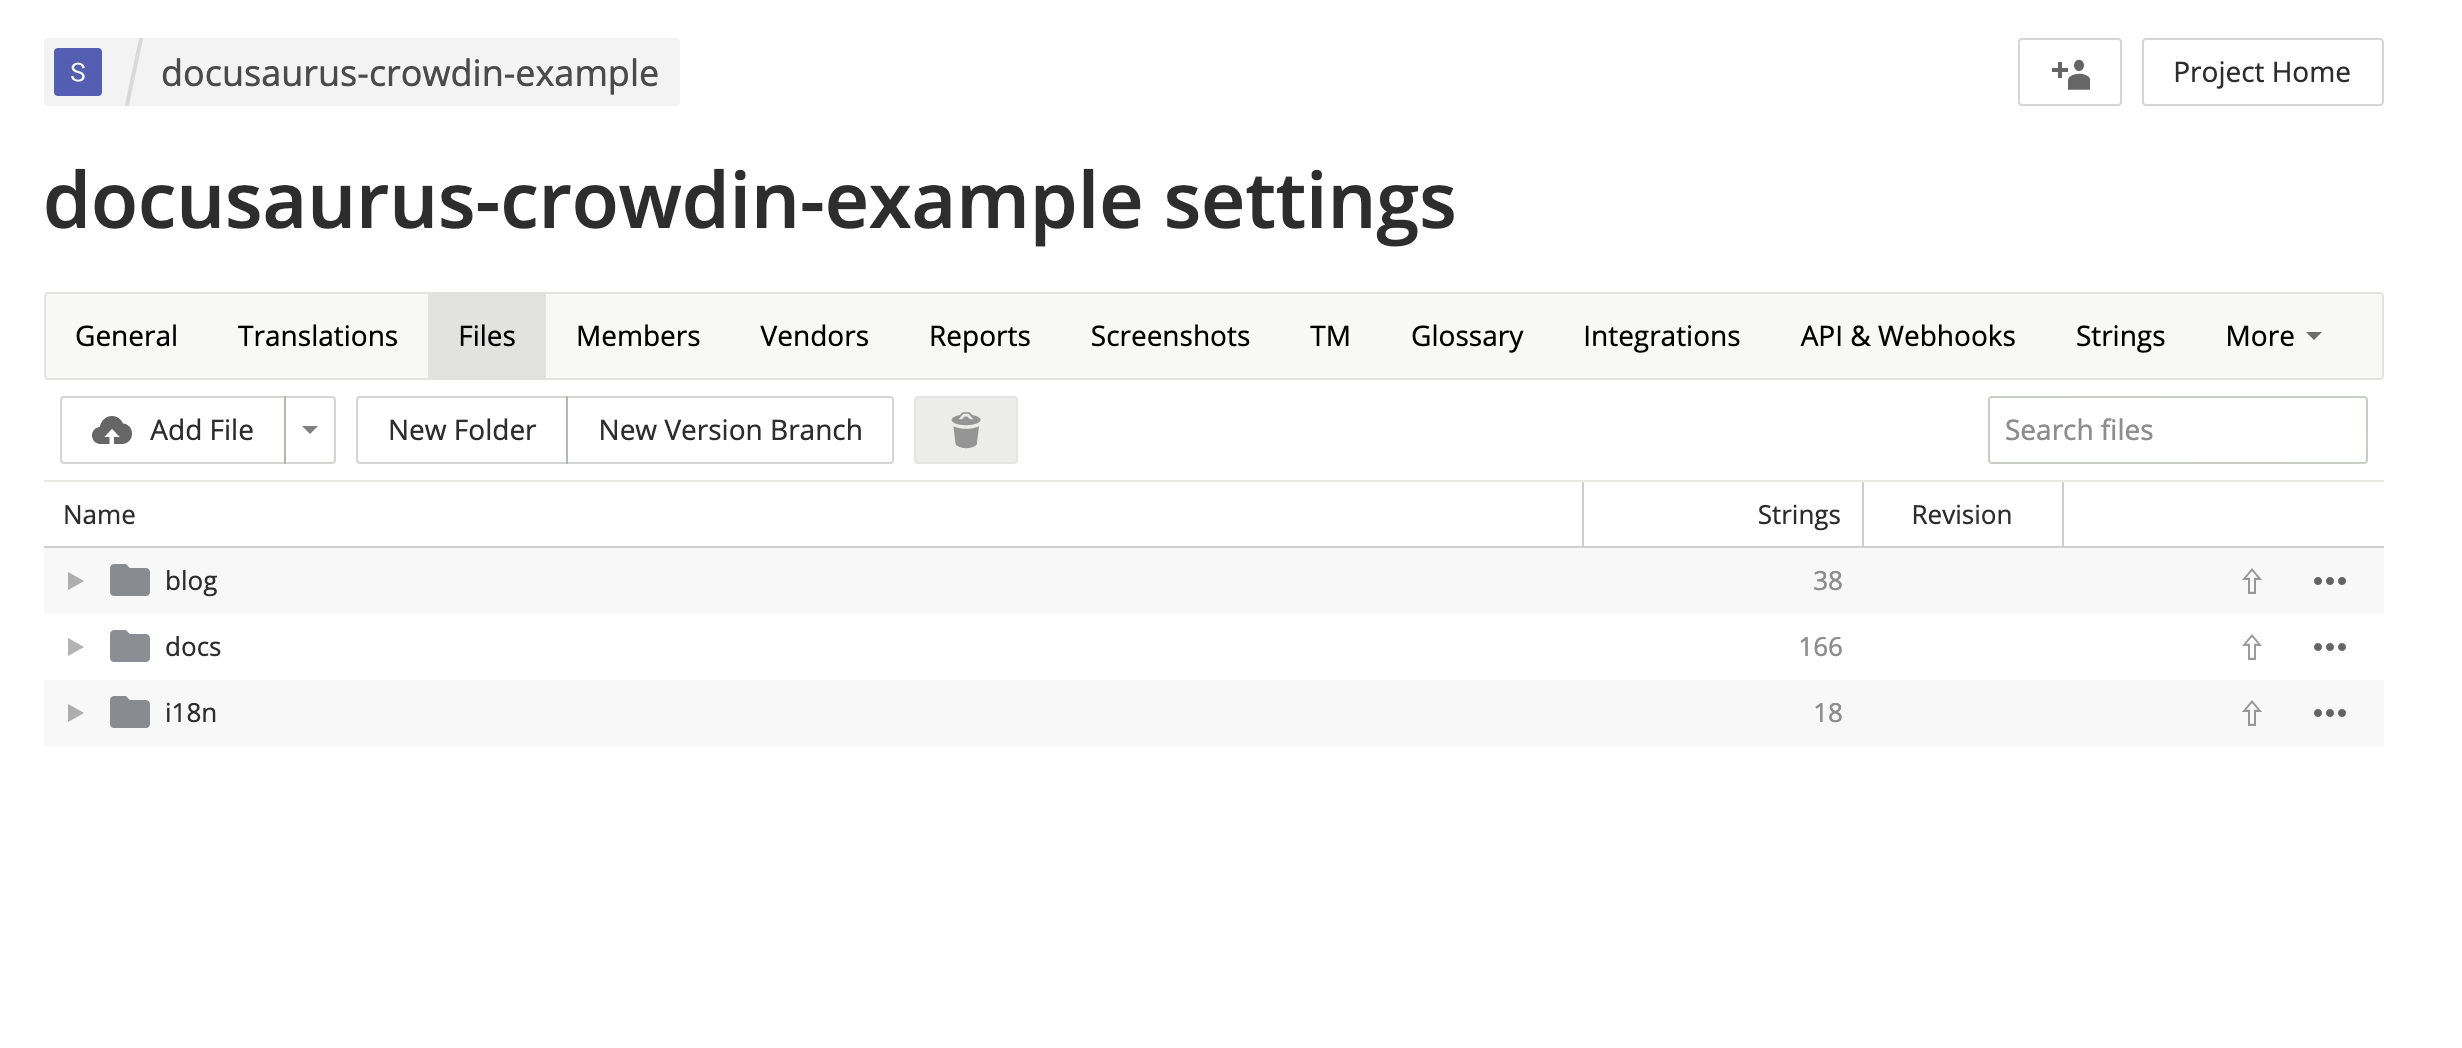 S docusaurus-crowdin-example Project Home
docusaurus-crowdin-example settings
General Translations Files Members Vendors Reports Screenshots TM Glossary Integrations API & Webhooks Strings More
Add File New Folder New Version Branch Search files
Name Strings Revision
blog 38
docs 166
i18n 18